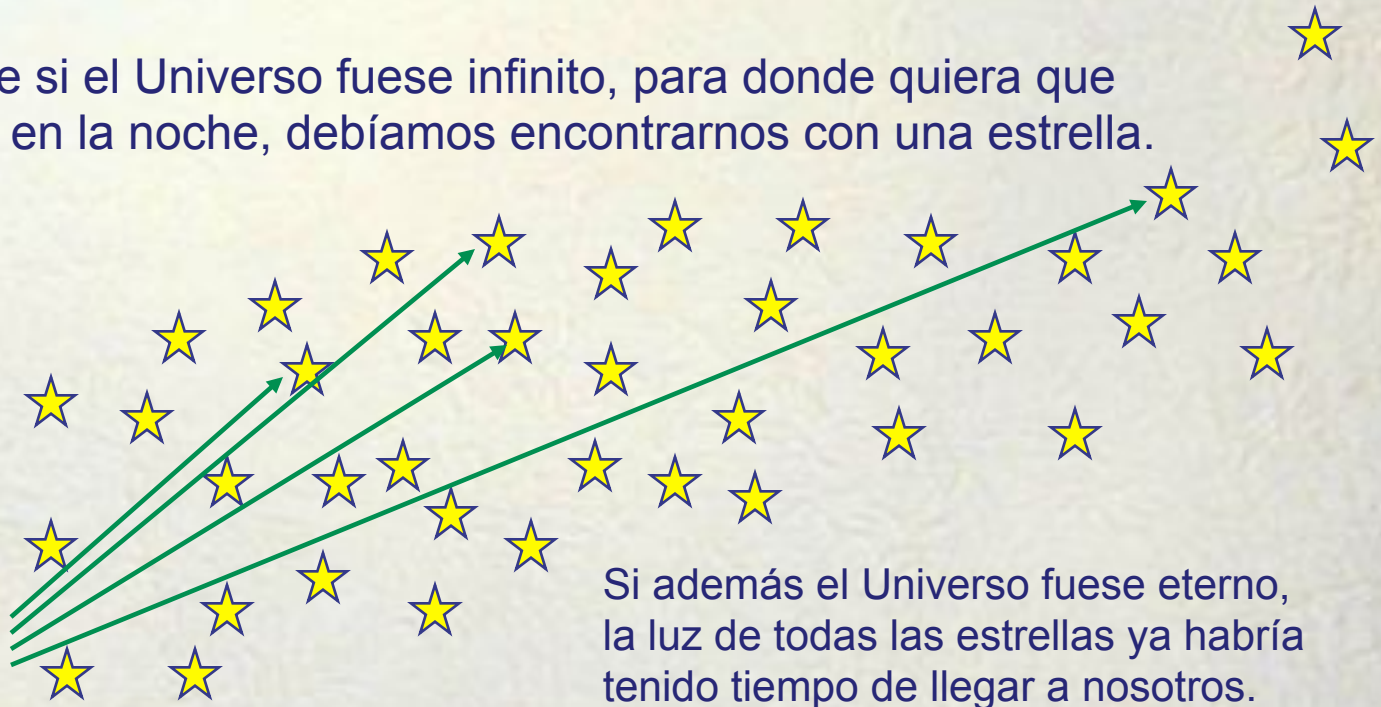 e si el Universo fuese infinito, para donde quiera que
en la noche, debíamos encontrarnos con una estrella.
Si además el Universo fuese eterno,
la luz de todas las estrellas ya habría
tenido tiempo de llegar a nosotros.